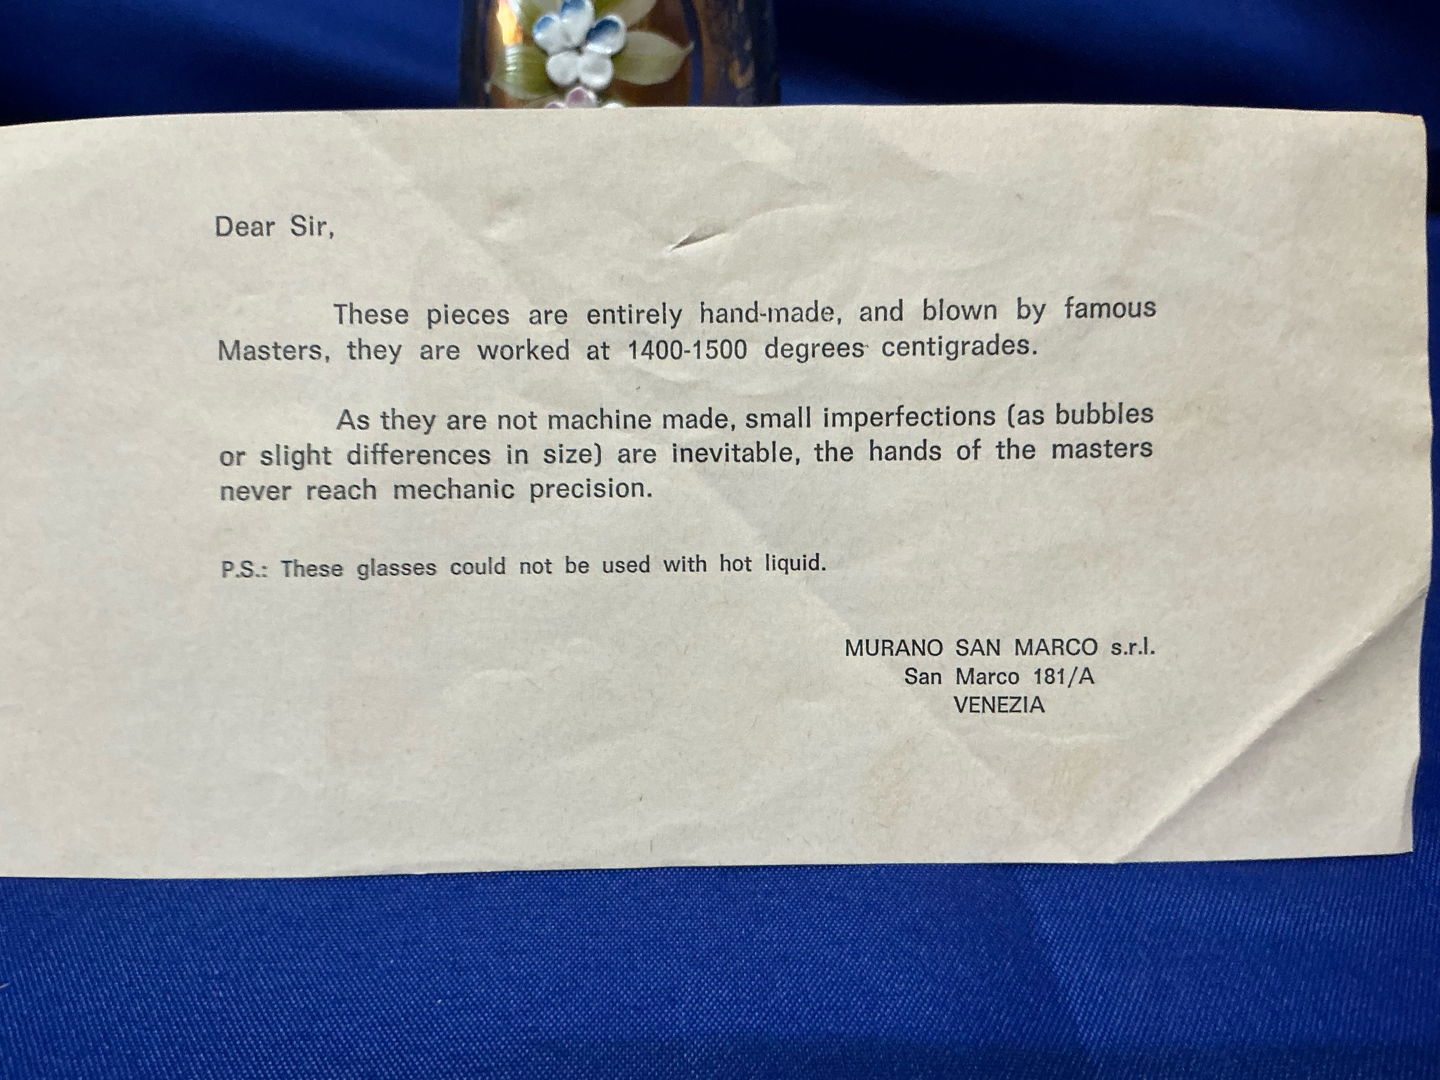 Dear Sir,
These pieces are entirely hand-made, and blown by famous
Masters, they are worked at 1400-1500 degrees centigrades.
As they are not machine made, small imperfections (as bubbles
or slight differences in size) are inevitable, the hands of the masters
never reach mechanic precision.
P.S.: These glasses could not be used with hot liquid.
MURANO SAN MARCO s.r.l.
San Marco 181/A
VENEZIA